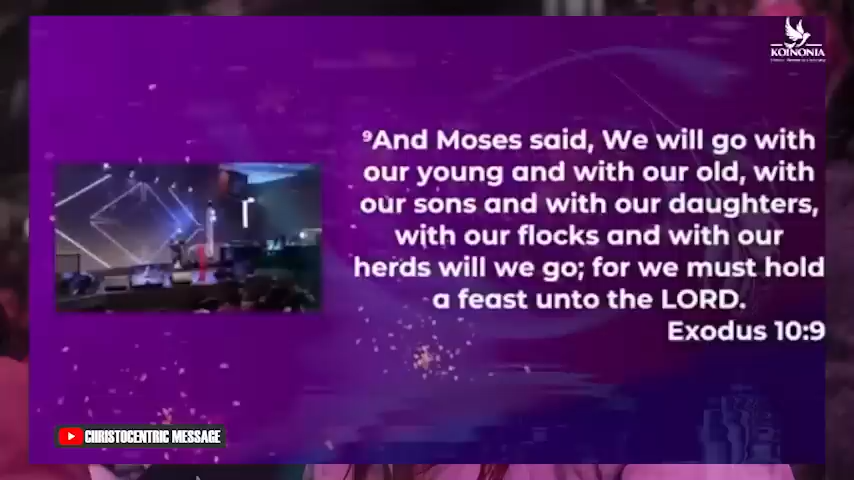 KOINONIA
⁹And Moses said, We will go with
our young and with our old, with
our sons and with our daughters,
with our flocks and with our
herds will we go; for we must hold
a feast unto the LORD.
Exodus 10:9
CHRISTOCENTRIC MESSAGE